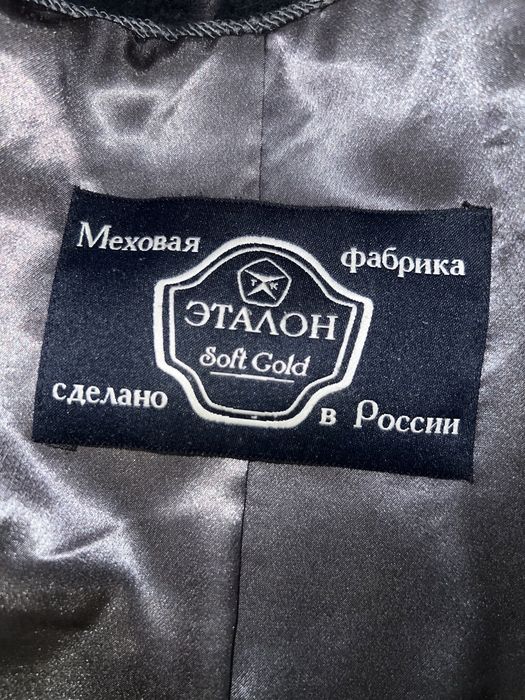 Меховая фабрика
ЭТАЛОН
Soft Gold
сделано в России